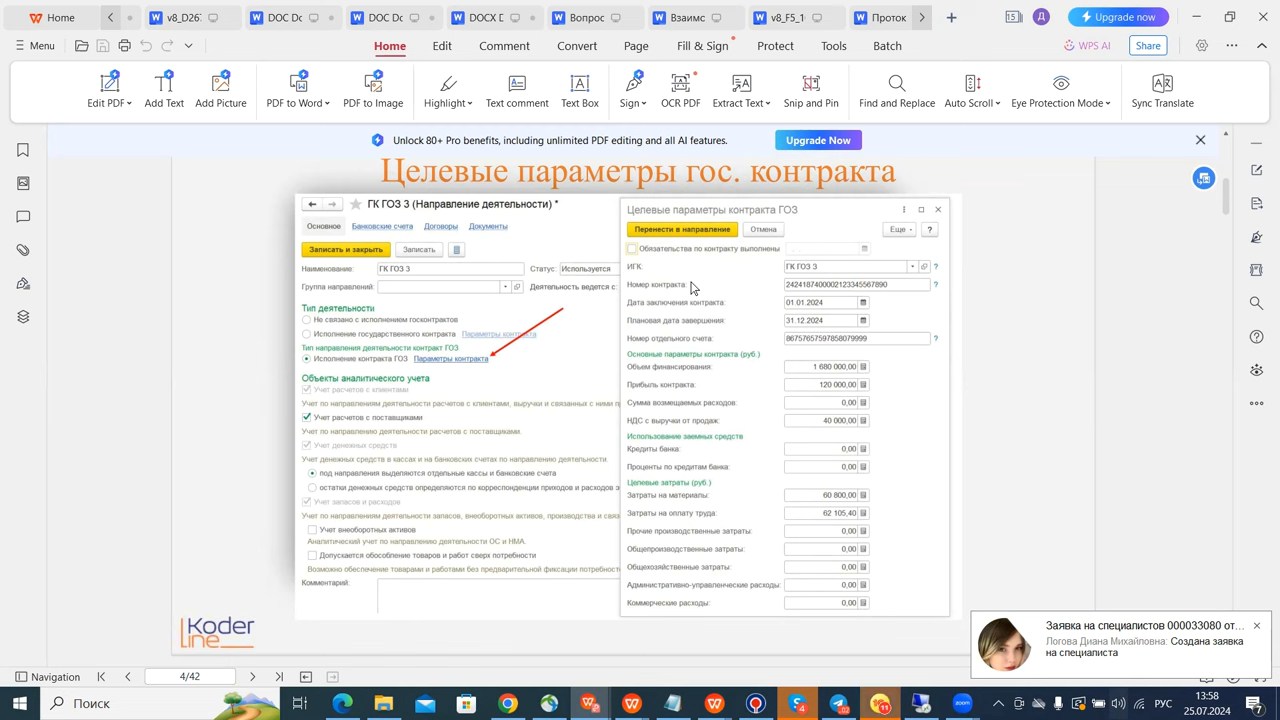 Home
v8_D26
DOC Do
DOC Do
DOCX D
Вопрос
Взаимс
v8_F5_1
Проток
Д
Upgrade now
Menu
Home
Edit
Comment
Convert
Page
Fill & Sign
Protect
Tools
Batch
WPS AI
Share
Edit PDF
Add Text
Add Picture
PDF to Word
PDF to Image
Highlight
Text comment
Text Box
Sign
OCR PDF
Extract Text
Snip and Pin
Find and Replace
Auto Scroll
Eye Protection Mode
Sync Translate
Unlock 80+ Pro benefits, including unlimited PDF editing and all AI features.
Upgrade Now
Целевые параметры гос. контракта
ГК ГОЗ 3 (Направление деятельности) *
Основное
Банковские счета
Договоры
Документы
Записать и закрыть
Записать
Наименование:
ГК ГОЗ 3
Статус:
Используется
Группа направлений:
Деятельность ведется с:
Тип деятельности
Не связано с исполнением госконтрактов
Исполнение государственного контракта
Параметры контракта
Тип направления деятельности контракт ГОЗ
Исполнение контракта ГОЗ
Параметры контракта
Объекты аналитического учета
Учет расчетов с клиентами
Учет по направлениям деятельности расчетов с клиентами, выручки и связанных с ними п
Учет расчетов с поставщиками
Учет по направлению деятельности расчетов с поставщиками.
Учет денежных средств
Учет денежных средств в кассах и на банковских счетах по направлению деятельности.
под направления выделяются отдельные кассы и банковские счета
остатки денежных средств определяются по корреспонденции приходов и расходов э
Учет запасов и расходов
Учет по направлениям деятельности запасов, внеоборотных активов, производства и связ
Учет внеоборотных активов
Аналитический учет по направлению деятельности ОС и НМА.
Допускается обособление товаров и работ сверх потребности
Возможно обеспечение товарами и работами без предварительной фиксации потребност
Комментарий:
Целевые параметры контракта ГОЗ
Перенести в направление
Отмена
Еще
?
Обязательства по контракту выполнены
ИГК:
ГК ГОЗ 3
?
Номер контракта:
2424187400002123345567890
?
Дата заключения контракта:
01.01.2024
Плановая дата завершения:
31.12.2024
Номер отдельного счета:
86757657597858079999
?
Основные параметры контракта (руб.)
Объем финансирования:
1 680 000,00
Прибыль контракта:
120 000,00
Сумма возмещаемых расходов:
0,00
НДС с выручки от продаж:
40 000,00
Использование заемных средств
Кредиты банка:
0,00
Проценты по кредитам банка:
0,00
Целевые затраты (руб.)
Затраты на материалы:
60 000,00
Затраты на оплату труда:
62 105,40
Прочие производственные затраты:
0,00
Общепроизводственные затраты:
0,00
Общехозяйственные затраты:
0,00
Административно-управленческие расходы:
0,00
Коммерческие расходы:
0,00
Koder
Line
Заявка на специалистов 000033080 от...
Логова Диана Михайловна: Создана заявка
на специалиста
Navigation
4/42
Поиск
РУС
13:58
25.07.2024